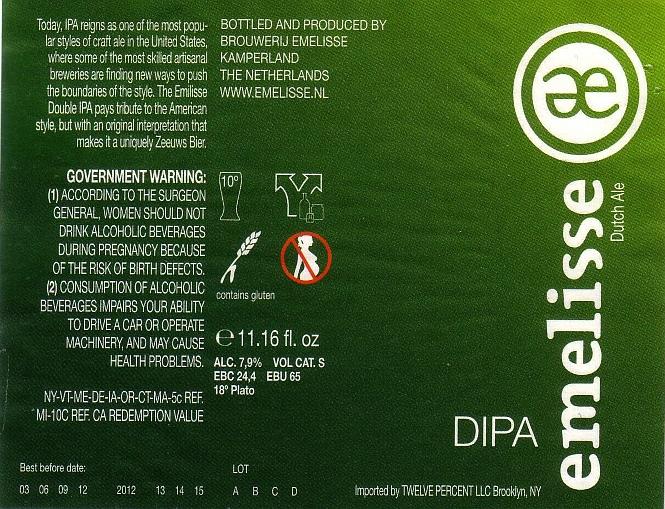 Today, IPA reigns as one of the most popu-
lar styles of craft ale in the United States,
where some of the most skilled artisanal
breweries are finding new ways to push
the boundaries of the style. The Emilisse
Double IPA pays tribute to the American
style, but with an original interpretation that
makes it a uniquely Zeeuws Bier.
GOVERNMENT WARNING:
(1) ACCORDING TO THE SURGEON
GENERAL, WOMEN SHOULD NOT
DRINK ALCOHOLIC BEVERAGES
DURING PREGNANCY BECAUSE
OF THE RISK OF BIRTH DEFECTS.
(2) CONSUMPTION OF ALCOHOLIC
BEVERAGES IMPAIRS YOUR ABILITY
TO DRIVE A CAR OR OPERATE
MACHINERY, AND MAY CAUSE
HEALTH PROBLEMS.
NY-VT-ME-DE-IA-OR-CT-MA-5c REF.
MI-10C REF. CA REDEMPTION VALUE
Best before date:
03 06 09 12 2012 13 14 15
BOTTLED AND PRODUCED BY
BROUWERIJ EMELISSE
KAMPERLAND
THE NETHERLANDS
WWW.EMELISSE.NL
10°
contains gluten
℮11.16 fl. oz
ALC. 7,9% VOL CAT. S
EBC 24,4 EBU 65
18° Plato
LOT
A B C D
æ
emelisse
Dutch Ale
DIPA
Imported by TWELVE PERCENT LLC Brooklyn, NY